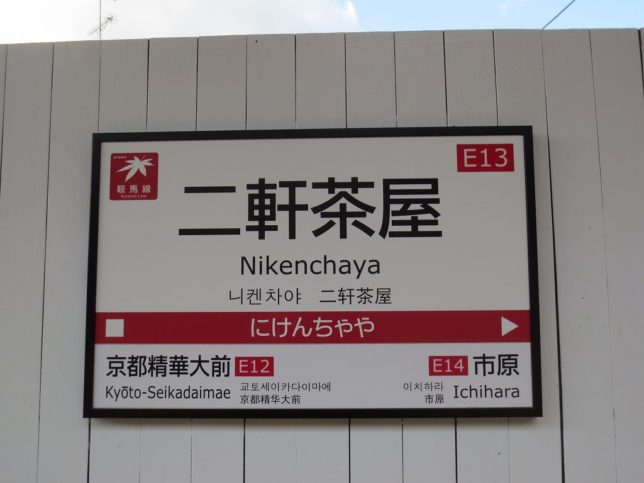 鞍馬線
Kurama Line
E13
二軒茶屋
Nikenchaya
니켄차야 二轩茶屋
にけんちゃや
京都精華大前 E12
Kyōto-Seikadaimae
교토세이카다이마에
京都精华大前
E14 市原
이치하라
市原
Ichihara